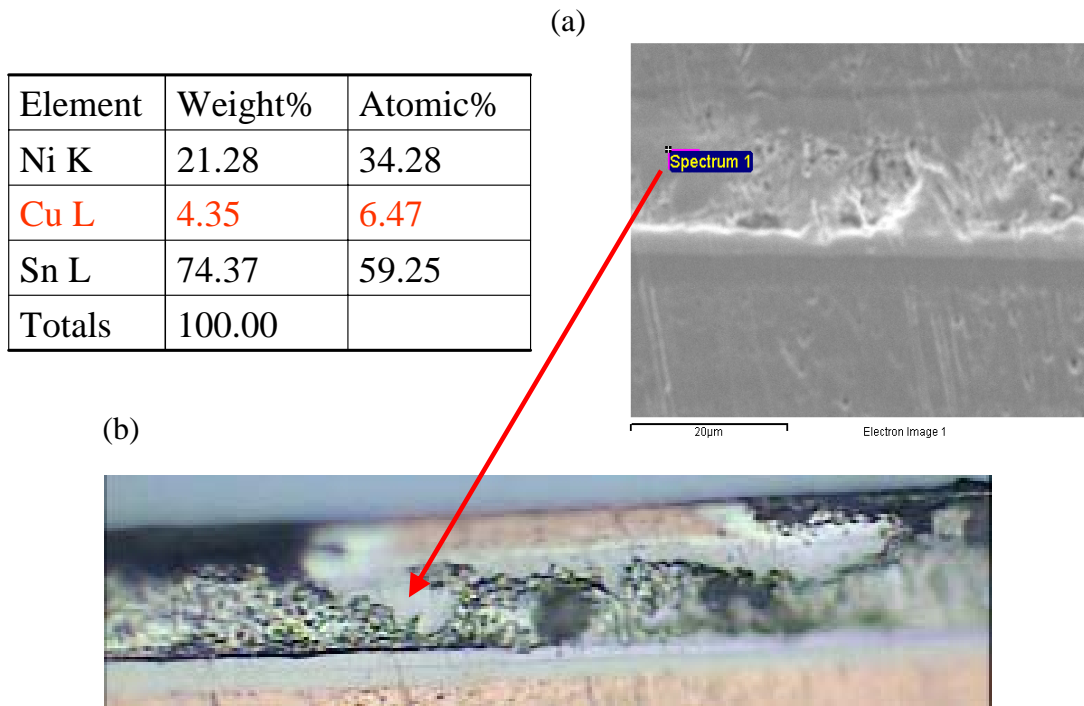 (a)
Element Weight% Atomic%
Ni K 21.28 34.28
Cu L 4.35 6.47
Sn L 74.37 59.25
Totals 100.00
Spectrum 1
20µm Electron Image 1
(b)